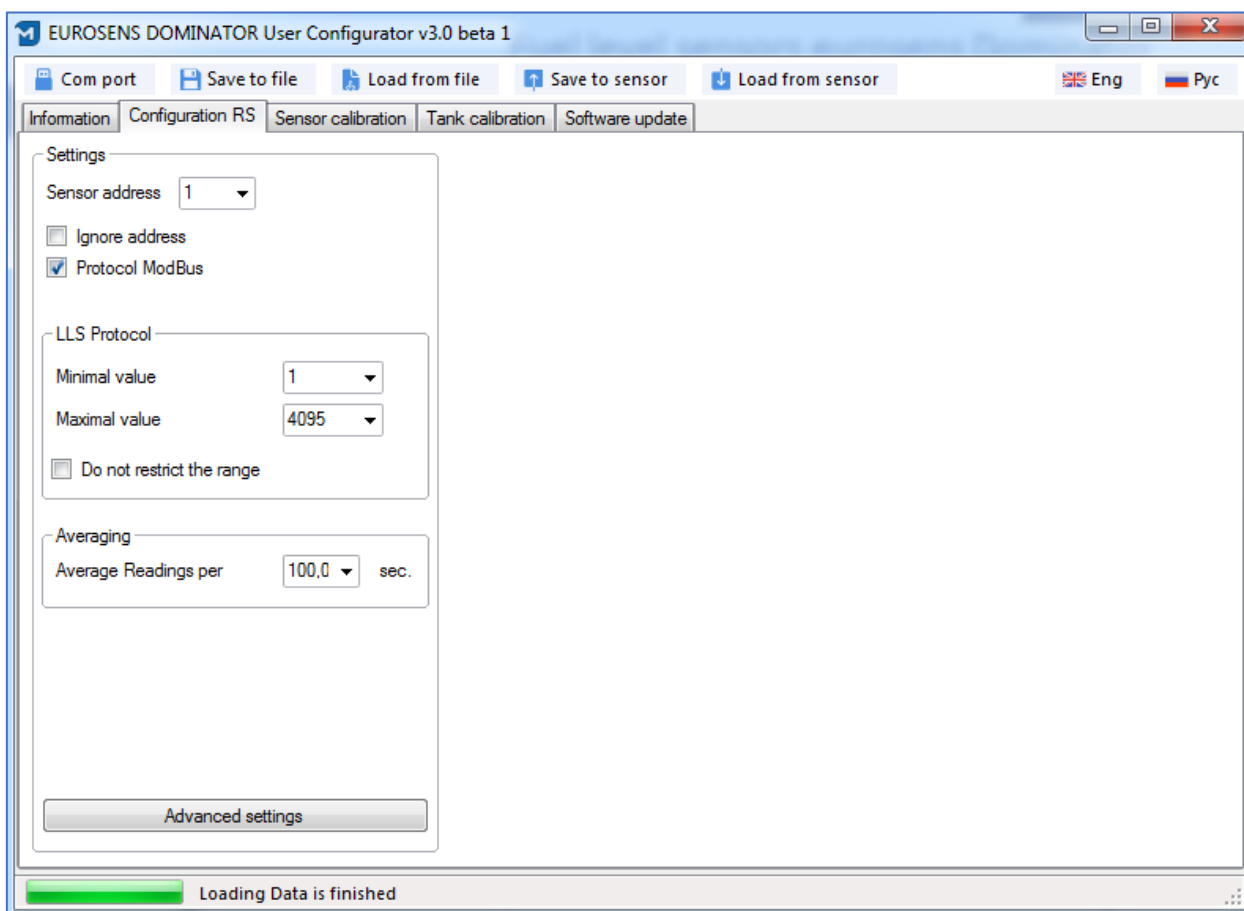 EUROSENS DOMINATOR User Configurator v3.0 beta 1
Com port Save to file Load from file Save to sensor Load from sensor Eng Рус
Information Configuration RS Sensor calibration Tank calibration Software update
Settings
Sensor address 1
Ignore address
Protocol ModBus
LLS Protocol
Minimal value 1
Maximal value 4095
Do not restrict the range
Averaging
Average Readings per 100,0 sec.
Advanced settings
Loading Data is finished